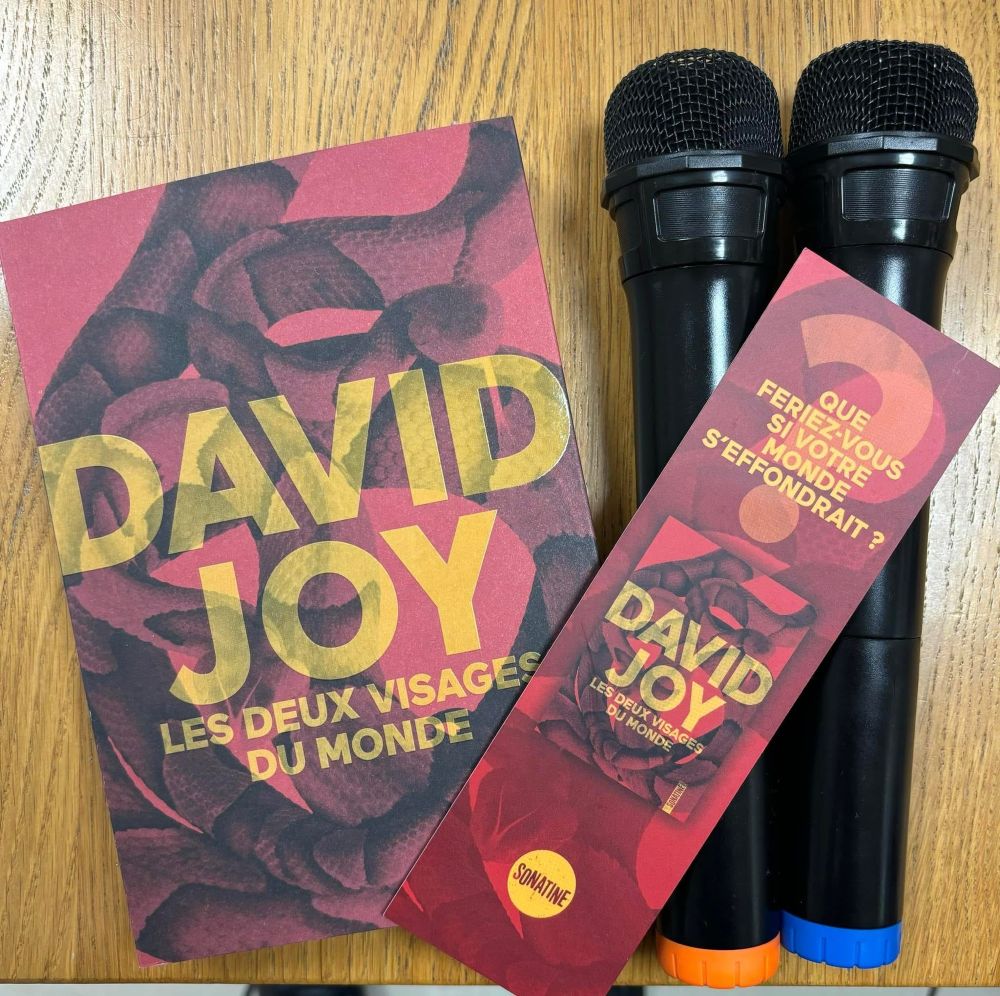 DAVID
JOY
LES DEUX VISAGES
DU MONDE
QUE
FERIEZ-VOUS
SI VOTRE
MONDE
S'EFFONDRAIT ?
?
DAVID
JOY
LES DEUX VISAGES
DU MONDE
SONATINE
SONATINE